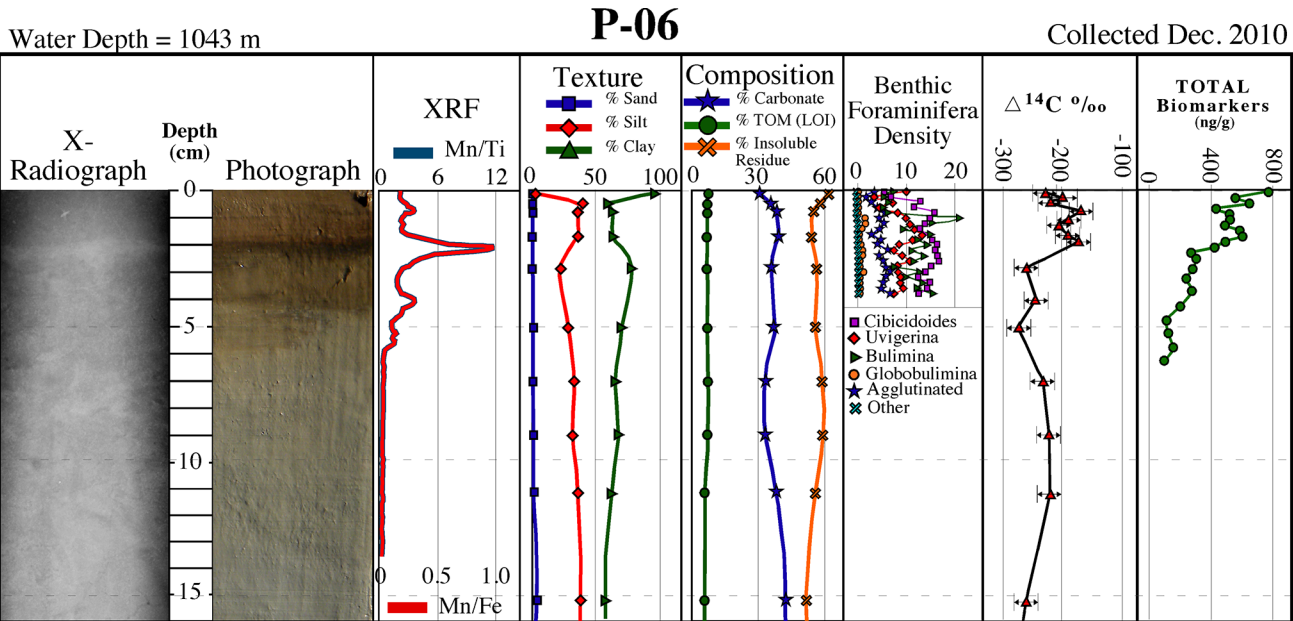 P-06
Water Depth = 1043 m
Collected Dec. 2010
X-
Radiograph
Depth
(cm)
Photograph
XRF
Mn/Ti
Texture
% Sand
% Silt
% Clay
Composition
% Carbonate
% TOM (LOI)
% Insoluble
Residue
Benthic
Foraminifera
Density
△ ¹⁴C º/₀₀
TOTAL
Biomarkers
(ng/g)
0
5
10
15
0 6 12
0 50 100
0 30 60
0 10 20
-300 -200 -100
0 400 800
Cibicidoides
Uvigerina
Bulimina
Globobulimina
Agglutinated
Other
0 0.5 1.0
Mn/Fe